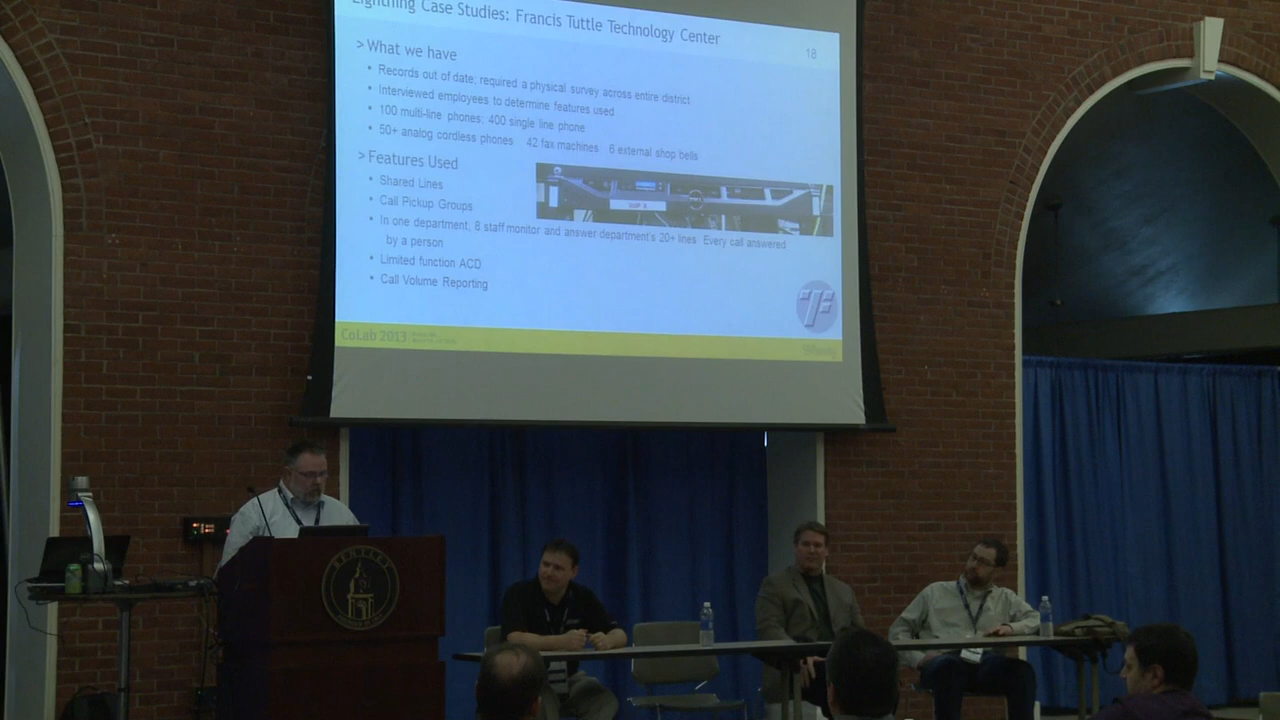 Lightning Case Studies: Francis Tuttle Technology Center
18
> What we have
• Records out of date; required a physical survey across entire district
• Interviewed employees to determine features used
• 100 multi-line phones; 400 single line phone
• 50+ analog cordless phones 42 fax machines 6 external shop bells
> Features Used
• Shared Lines
• Call Pickup Groups
• In one department, 8 staff monitor and answer department's 20+ lines Every call answered
by a person
• Limited function ACD
• Call Volume Reporting
TF
CoLab 2013
BENTLEY